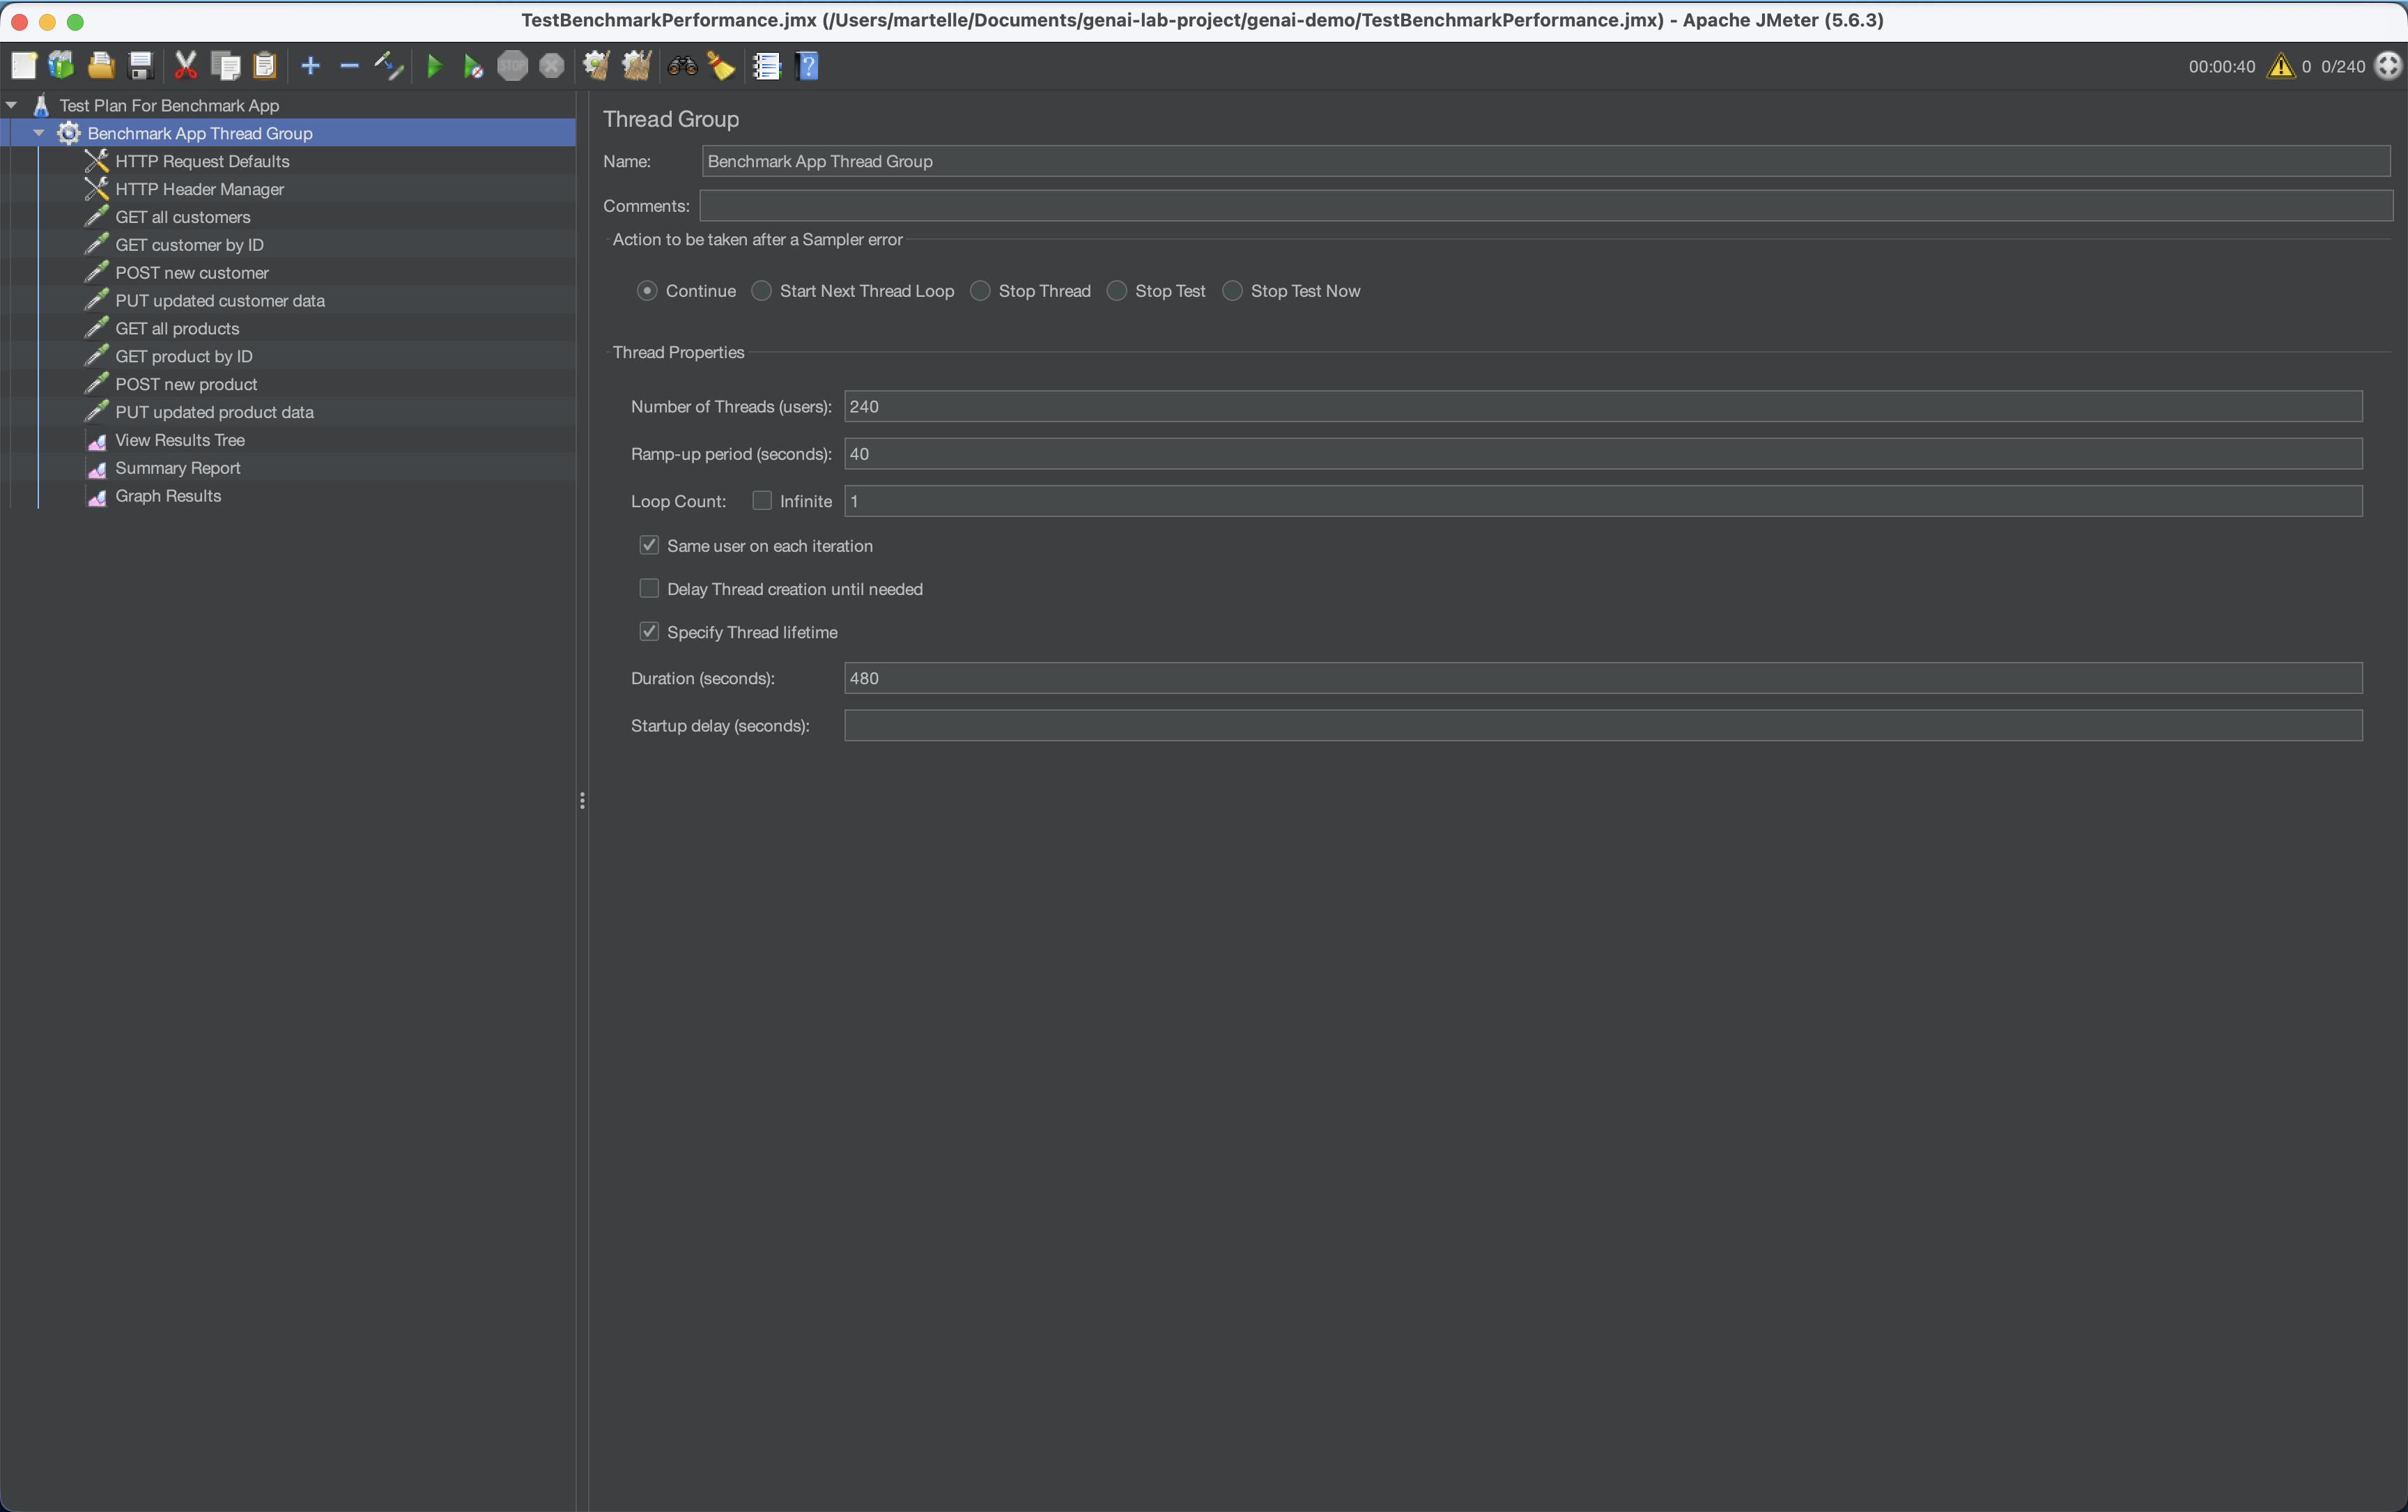 TestBenchmarkPerformance.jmx (/Users/martelle/Documents/genai-lab-project/genai-demo/TestBenchmarkPerformance.jmx) - Apache JMeter (5.6.3)
STOP
?
00:00:40 0 0/240
Test Plan For Benchmark App
Benchmark App Thread Group
HTTP Request Defaults
HTTP Header Manager
GET all customers
GET customer by ID
POST new customer
PUT updated customer data
GET all products
GET product by ID
POST new product
PUT updated product data
View Results Tree
Summary Report
Graph Results
Thread Group
Name: Benchmark App Thread Group
Comments:
Action to be taken after a Sampler error
Continue Start Next Thread Loop Stop Thread Stop Test Stop Test Now
Thread Properties
Number of Threads (users): 240
Ramp-up period (seconds): 40
Loop Count: Infinite 1
Same user on each iteration
Delay Thread creation until needed
Specify Thread lifetime
Duration (seconds): 480
Startup delay (seconds):